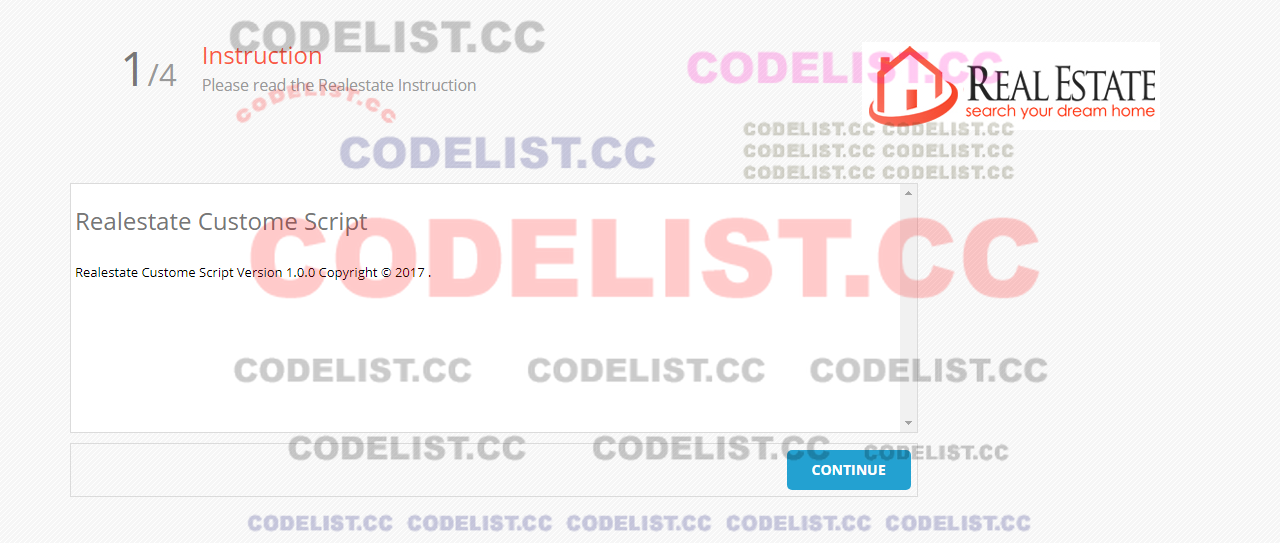 CODELIST.CC
1/4
Instruction
Please read the Realestate Instruction
CODELIST.CC
CODELIST.CC
REAL ESTATE
search your dream home
CODELIST.CC
CODELIST.CC CODELIST.CC
CODELIST.CC CODELIST.CC
CODELIST.CC CODELIST.CC
Realestate Custome Script
CODELIST.CC
Realestate Custome Script Version 1.0.0 Copyright © 2017 .
CODELIST.CC CODELIST.CC CODELIST.CC
CODELIST.CC CODELIST.CC CODELIST.CC
CONTINUE
CODELIST.CC CODELIST.CC CODELIST.CC CODELIST.CC CODELIST.CC